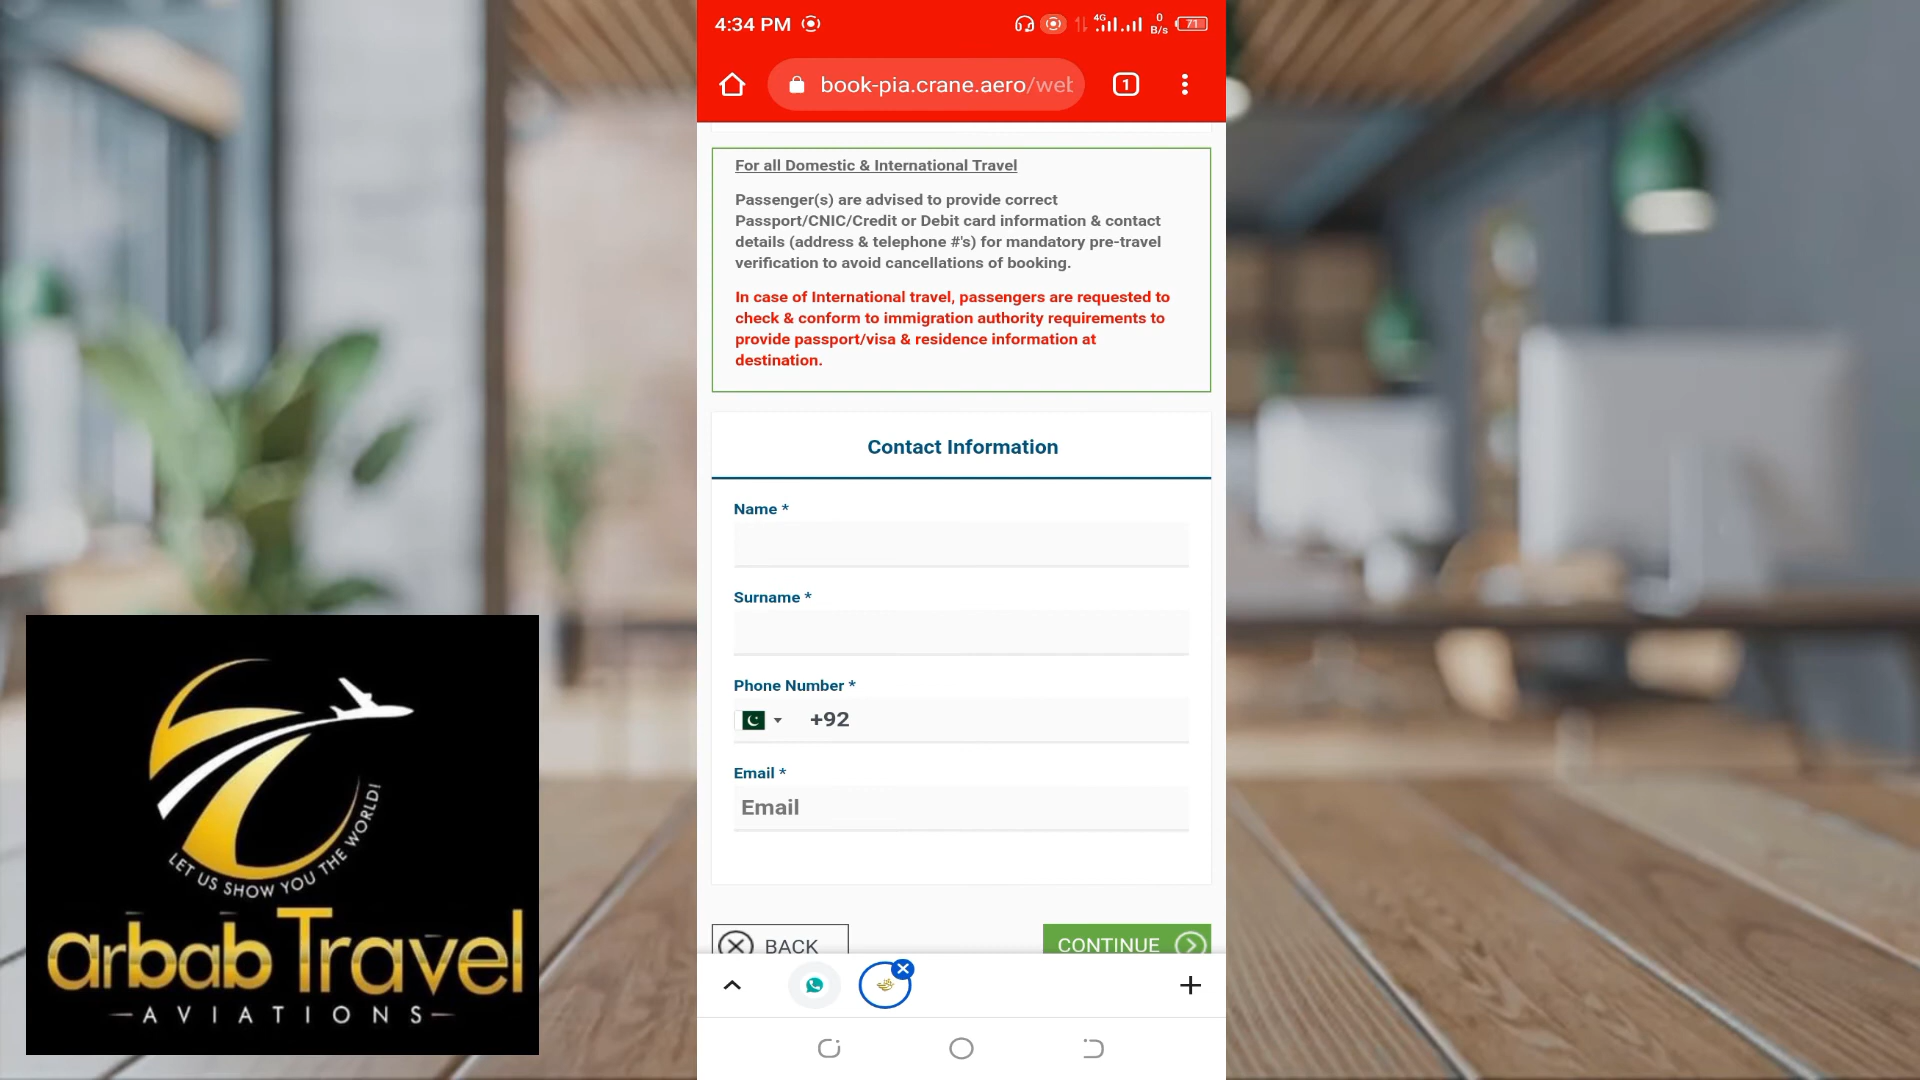 4:34 PM
4G
0
B/s
71
book-pia.crane.aero/web
1
For all Domestic & International Travel
Passenger(s) are advised to provide correct
Passport/CNIC/Credit or Debit card information & contact
details (address & telephone #'s) for mandatory pre-travel
verification to avoid cancellations of booking.
In case of International travel, passengers are requested to
check & conform to immigration authority requirements to
provide passport/visa & residence information at
destination.
Contact Information
Name *
Surname *
Phone Number *
+92
Email *
Email
BACK
CONTINUE
LET US SHOW YOU THE WORLD!
arbab Travel
AVIATIONS